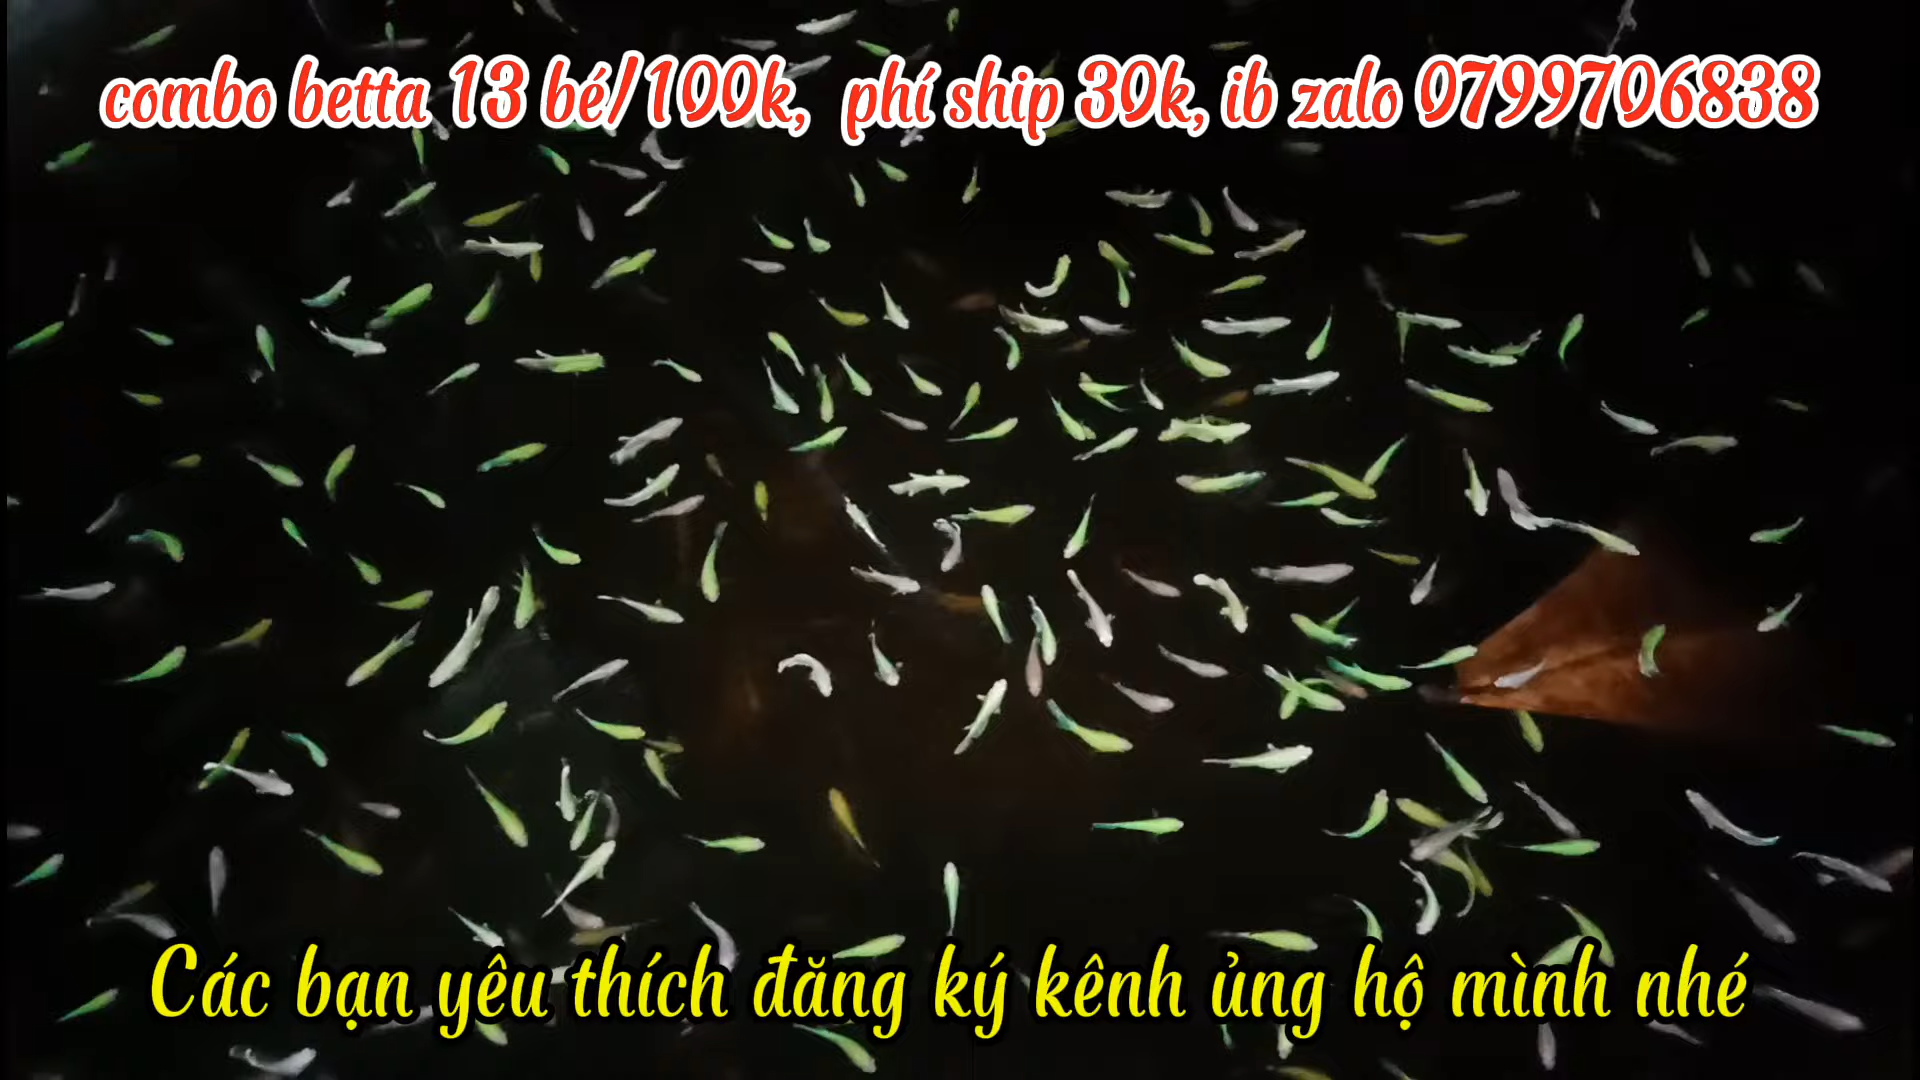 combo betta 13 bé/100k, phí ship 30k, ib zalo 0799706838
Các bạn yêu thích đăng ký kênh ủng hộ mình nhé